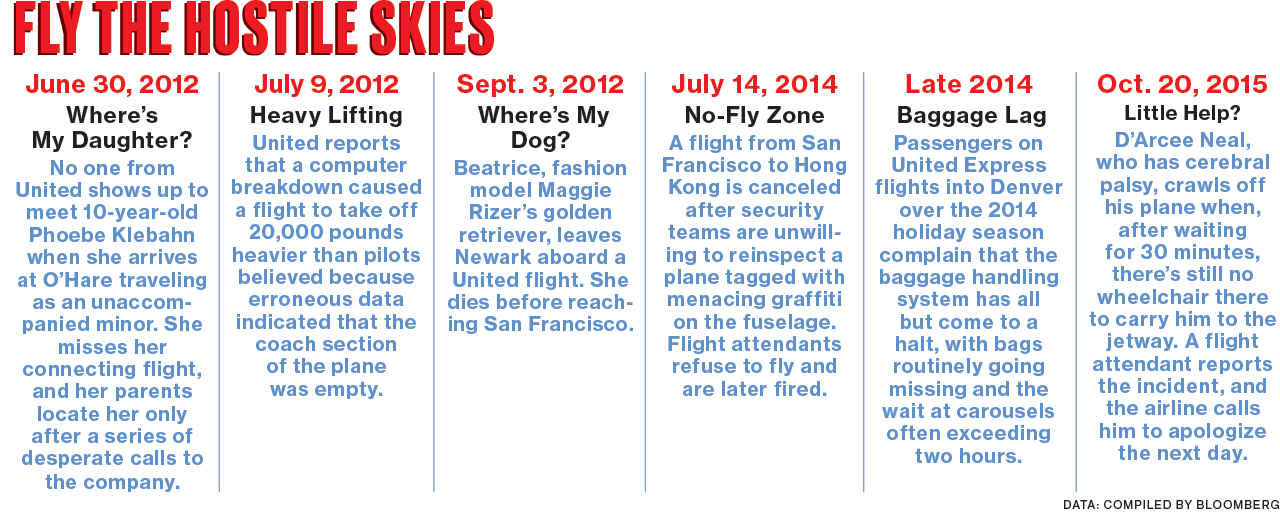 FLY THE HOSTILE SKIES
June 30, 2012
Where's
My Daughter?
No one from
United shows up to
meet 10-year-old
Phoebe Klebahn
when she arrives
at O'Hare traveling
as an unaccom-
panied minor. She
misses her
connecting flight,
and her parents
locate her only
after a series of
desperate calls to
the company.
July 9, 2012
Heavy Lifting
United reports
that a computer
breakdown caused
a flight to take off
20,000 pounds
heavier than pilots
believed because
erroneous data
indicated that the
coach section
of the plane
was empty.
Sept. 3, 2012
Where's My
Dog?
Beatrice, fashion
model Maggie
Rizer's golden
retriever, leaves
Newark aboard a
United flight. She
dies before reach-
ing San Francisco.
July 14, 2014
No-Fly Zone
A flight from San
Francisco to Hong
Kong is canceled
after security
teams are unwill-
ing to reinspect a
plane tagged with
menacing graffiti
on the fuselage.
Flight attendants
refuse to fly and
are later fired.
Late 2014
Baggage Lag
Passengers on
United Express
flights into Denver
over the 2014
holiday season
complain that the
baggage handling
system has all
but come to a
halt, with bags
routinely going
missing and the
wait at carousels
often exceeding
two hours.
Oct. 20, 2015
Little Help?
D'Arcee Neal,
who has cerebral
palsy, crawls off
his plane when,
after waiting
for 30 minutes,
there's still no
wheelchair there
to carry him to the
jetway. A flight
attendant reports
the incident, and
the airline calls
him to apologize
the next day.
DATA: COMPILED BY BLOOMBERG